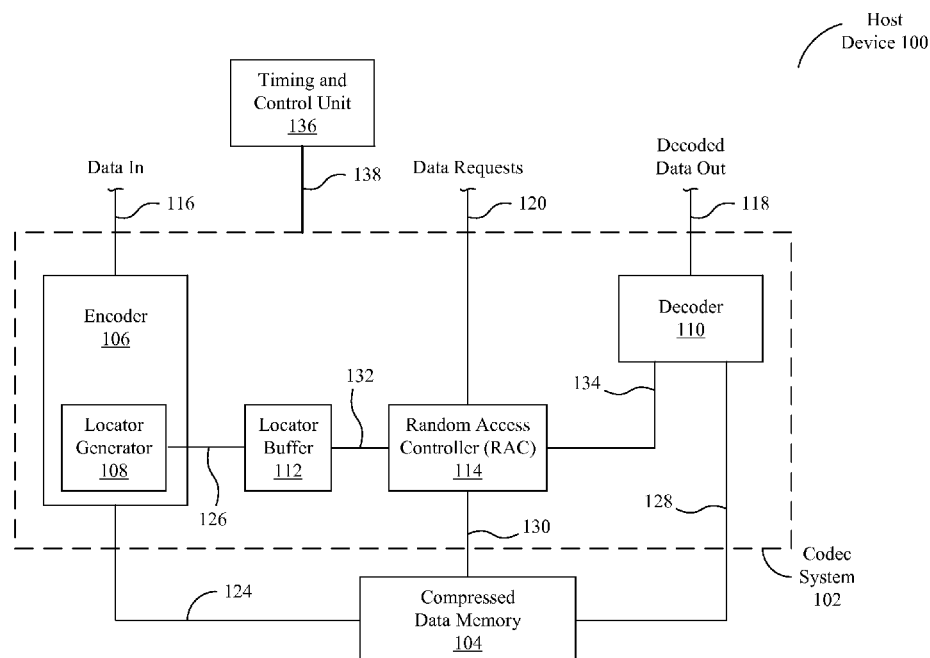 Host
Device 100
Timing and
Control Unit
136
Data In
138
Data Requests
Decoded
Data Out
116
120
118
Encoder
106
Decoder
110
132
134
Locator
Generator
108
Locator
Buffer
112
Random Access
Controller (RAC)
114
126
128
130
124
Compressed
Data Memory
104
Codec
System
102